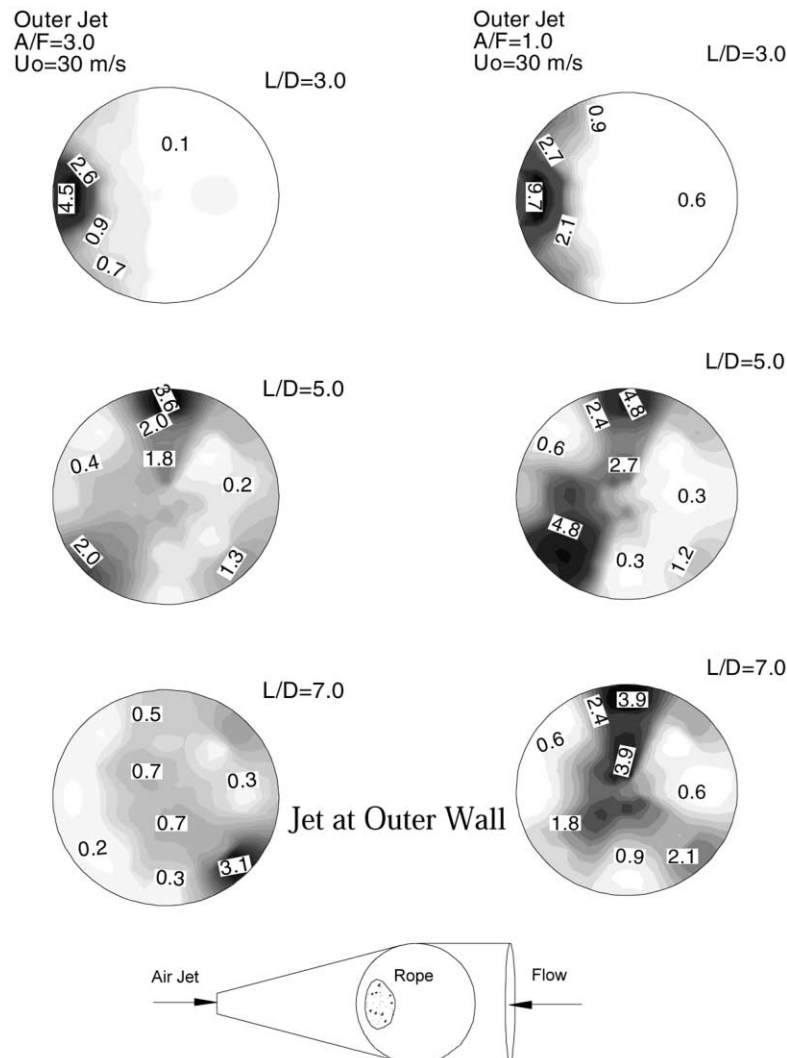 Outer Jet
A/F=3.0
Uo=30 m/s
L/D=3.0
0.1
2.6
4.5
0.9
0.7
Outer Jet
A/F=1.0
Uo=30 m/s
L/D=3.0
0.9
2.7
9.7
0.6
2.1
L/D=5.0
3.6
2.0
0.4
1.8
0.2
2.0
1.3
L/D=5.0
4.8
2.4
0.6
2.7
0.3
4.8
0.3
1.2
L/D=7.0
0.5
0.7
0.3
0.7
0.2
0.3
3.1
Jet at Outer Wall
L/D=7.0
3.9
2.4
0.6
3.9
0.6
1.8
0.9
2.1
Air Jet
Rope
Flow